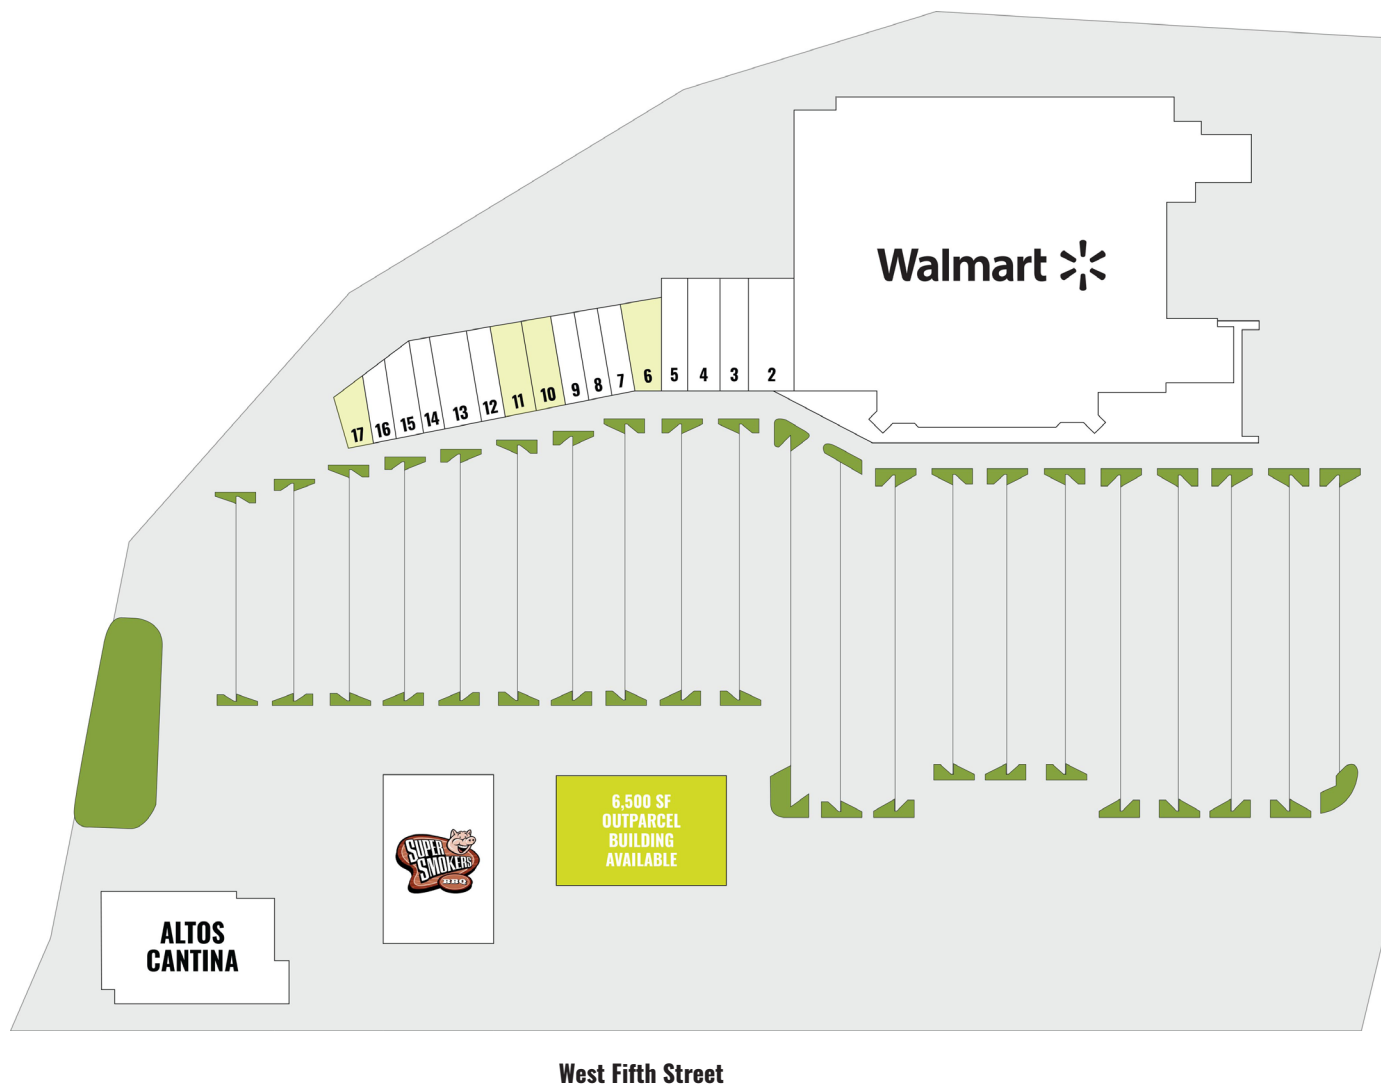 Walmart
2
3
4
5
6
7
8
9
10
11
12
13
14
15
16
17
6,500 SF
OUTPARCEL
BUILDING
AVAILABLE
SUPER
SMOKERS
BBQ
ALTOS
CANTINA
West Fifth Street